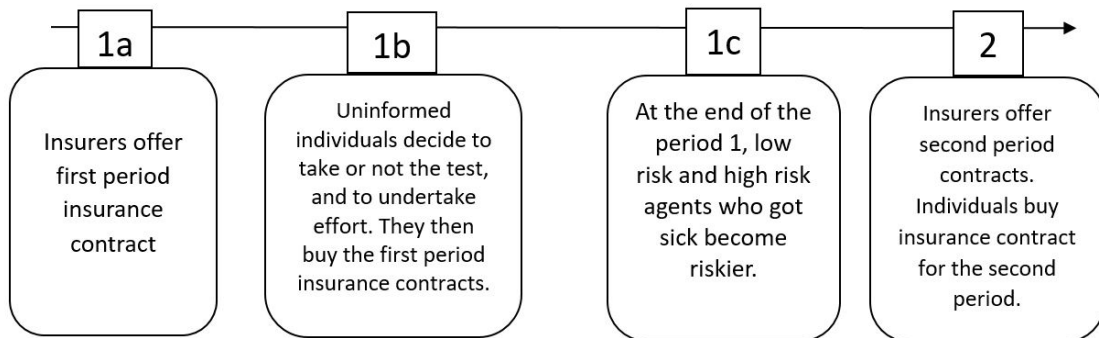 1a
Insurers offer
first period
insurance
contract
1b
Uninformed
individuals decide to
take or not the test,
and to undertake
effort. They then
buy the first period
insurance contracts.
1c
At the end of the
period 1, low
risk and high risk
agents who got
sick become
riskier.
2
Insurers offer
second period
contracts.
Individuals buy
insurance contract
for the second
period.